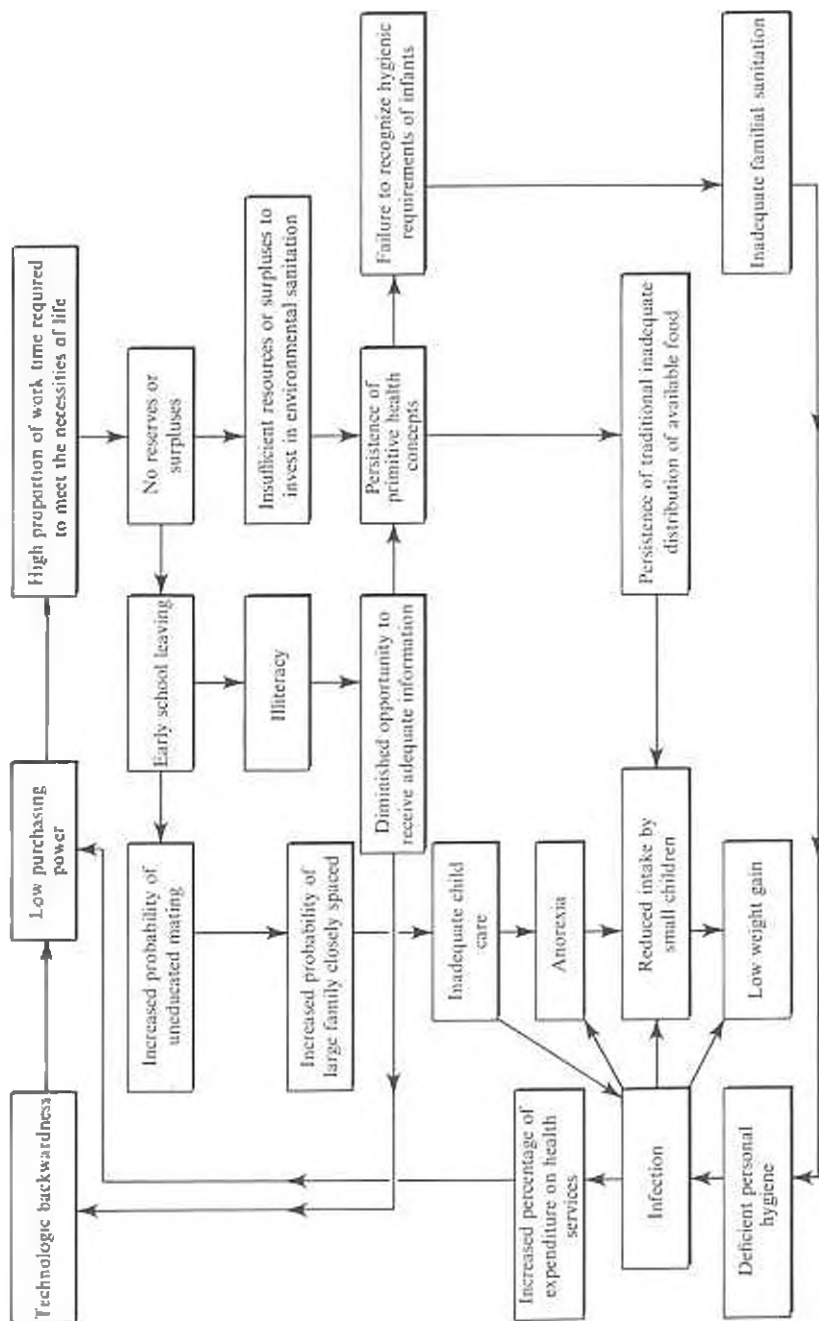 Technologic backwardness
Low purchasing
power
High proportion of work time required
to meet the necessities of life
Increased probability of
uneducated mating
Early school leaving
No reserves or
surpluses
Increased probability of
large family closely spaced
Illiteracy
Insufficient resources or surpluses to
invest in environmental sanitation
Diminished opportunity to
receive adequate information
Persistence of
primitive health
concepts
Failure to recognize hygienic
requirements of infants
Inadequate child
care
Increased percentage of
expenditure on health
services
Anorexia
Infection
Reduced intake by
small children
Persistence of traditional inadequate
distribution of available food
Deficient personal
hygiene
Low weight gain
Inadequate familial sanitation